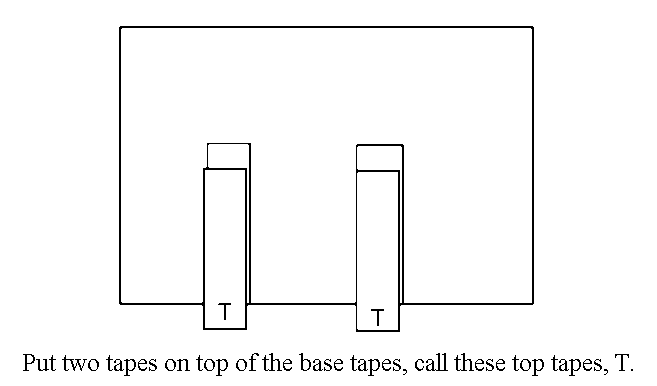 T T
Put two tapes on top of the base tapes, call these top tapes, T.